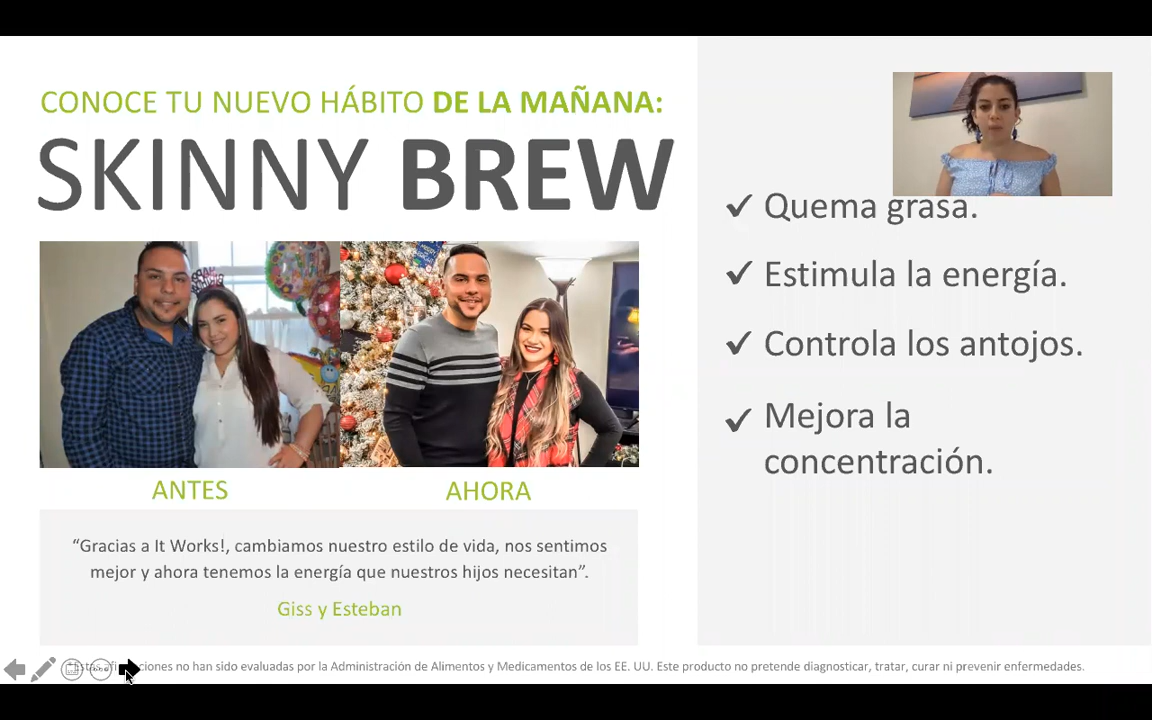 CONOCE TU NUEVO HÁBITO DE LA MAÑANA:
SKINNY BREW
ANTES
AHORA
“Gracias a It Works!, cambiamos nuestro estilo de vida, nos sentimos
mejor y ahora tenemos la energía que nuestros hijos necesitan”.
Giss y Esteban
✓ Quema grasa.
✓ Estimula la energía.
✓ Controla los antojos.
✓ Mejora la
concentración.
no han sido evaluadas por la Administración de Alimentos y Medicamentos de los EE. UU. Este producto no pretende diagnosticar, tratar, curar ni prevenir enfermedades.